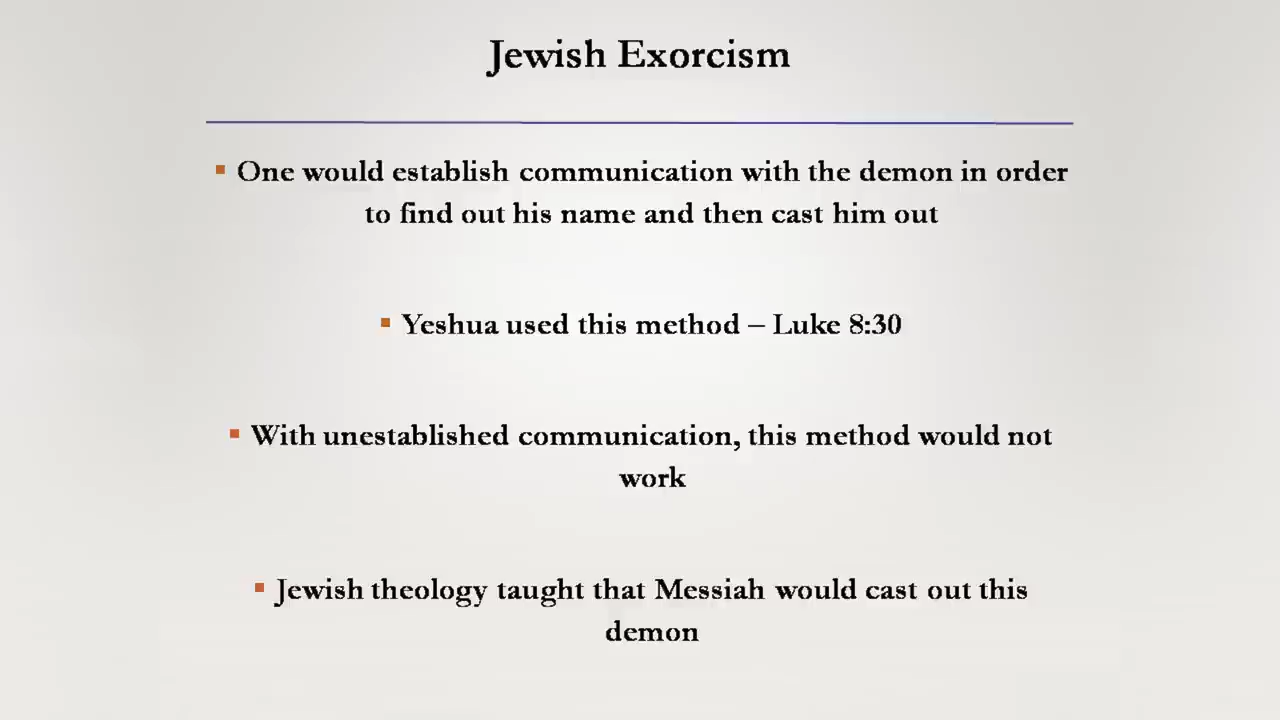 Jewish Exorcism
▪ One would establish communication with the demon in order
to find out his name and then cast him out
▪ Yeshua used this method – Luke 8:30
▪ With unestablished communication, this method would not
work
▪ Jewish theology taught that Messiah would cast out this
demon